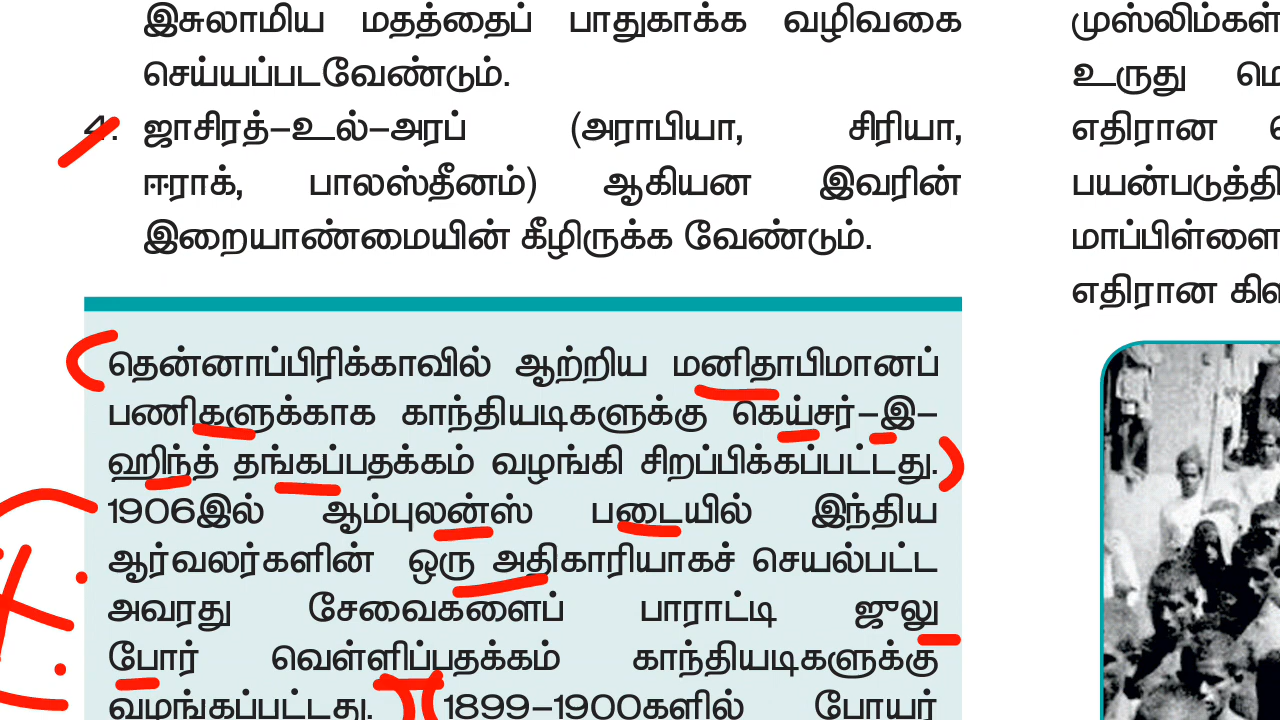 இசுலாமிய மதத்தைப் பாதுகாக்க வழிவகை
செய்யப்படவேண்டும்.
4. ஜாசிரத்–உல்–அரப் (அராபியா, சிரியா,
ஈராக், பாலஸ்தீனம்) ஆகியன இவரின்
இறையாண்மையின் கீழிருக்க வேண்டும்.
தென்னாப்பிரிக்காவில் ஆற்றிய மனிதாபிமானப்
பணிகளுக்காக காந்தியடிகளுக்கு கெய்சர்–இ–
ஹிந்த் தங்கப்பதக்கம் வழங்கி சிறப்பிக்கப்பட்டது.
1906இல் ஆம்புலன்ஸ் படையில் இந்திய
ஆர்வலர்களின் ஒரு அதிகாரியாகச் செயல்பட்ட
அவரது சேவைகளைப் பாராட்டி ஜுலு
போர் வெள்ளிப்பதக்கம் காந்தியடிகளுக்கு
வழங்கப்பட்டது. 1899–1900களில் போயர்
முஸ்லிம்கள்
உருது
எதிரான
மாப்பிள்ளை
எதிரான